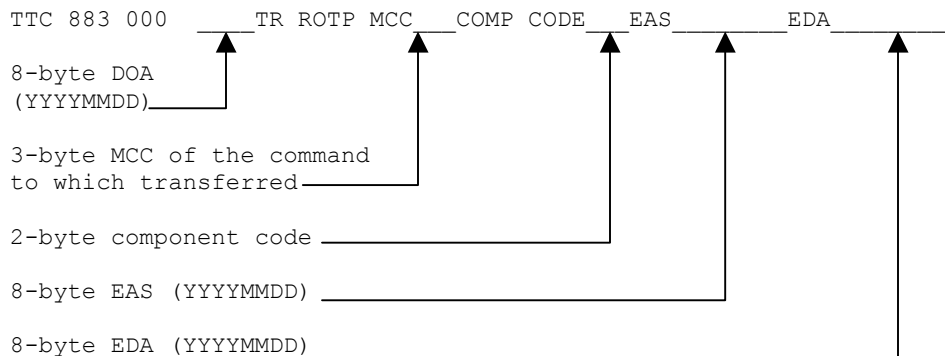 TTC 883 000 ____TR ROTP MCC___COMP CODE___EAS________EDA________
8-byte DOA
(YYYYMMDD)
3-byte MCC of the command
to which transferred
2-byte component code
8-byte EAS (YYYYMMDD)
8-byte EDA (YYYYMMDD)